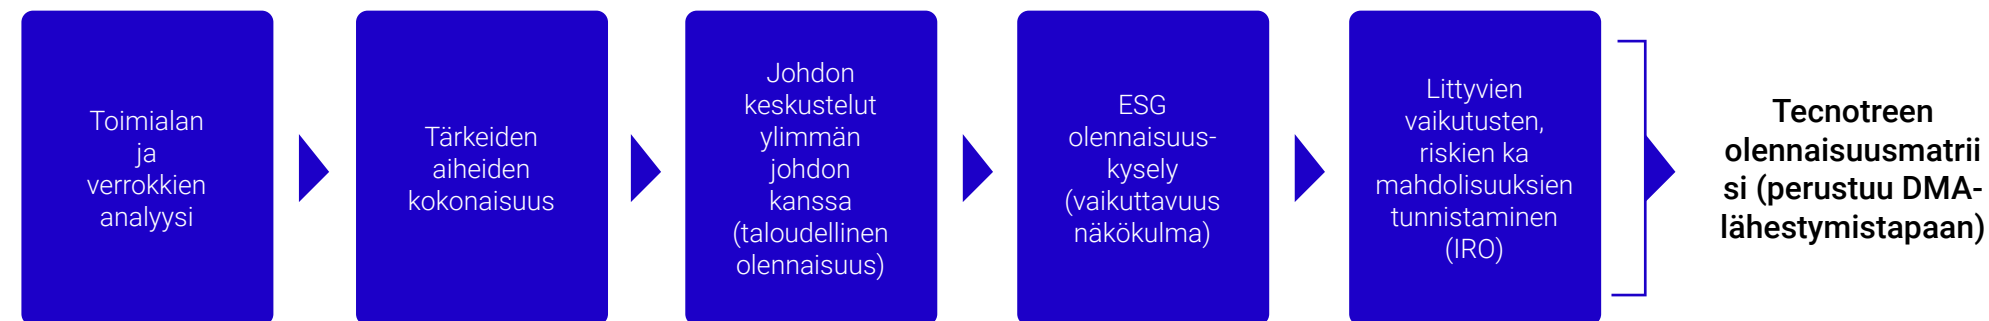 Toimialan
ja
verrokkien
analyysi
Tärkeiden
aiheiden
kokonaisuus
Johdon
keskustelut
ylimmän
johdon
kanssa
(taloudellinen
olennaisuus)
ESG
olennaisuus-
kysely
(vaikuttavuus
näkökulma)
Littyvien
vaikutusten,
riskien ka
mahdolisuuksien
tunnistaminen
(IRO)
Tecnotreen
olennaisuusmatrii
si (perustuu DMA-
lähestymistapaan)